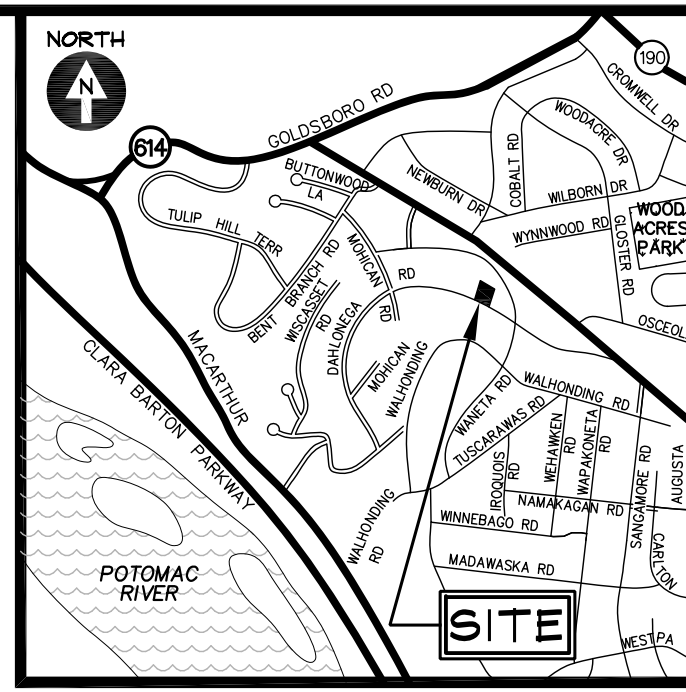 NORTH
N
190
614
GOLDSBORO RD
CROMWELL DR
WOODACRE DR
COBALT RD
BUTTONWOOD
LA
NEWBURN DR
WILBORN DR
WYNNWOOD RD
GLOSTER RD
WOOD
ACRES
PARK
TULIP HILL TERR
MOHICAN
RD
RD
BENT BRANCH RD
WISCASSET
RD
DAHLONEGA
MOHICAN
WALHONDING
OSCEOL
MACARTHUR
CLARA BARTON PARKWAY
WALHONDING RD
WANETA RD
TUSCARAWAS RD
IROQUOIS
RD
WEHAWKEN
RD
WAPAKONETA
RD
SANGAMORE RD
AUGUSTA
NAMAKAGAN RD
WINNEBAGO RD
WALHONDING
RD
MADAWASKA RD
CARLTON
POTOMAC
RIVER
SITE
WESTPA